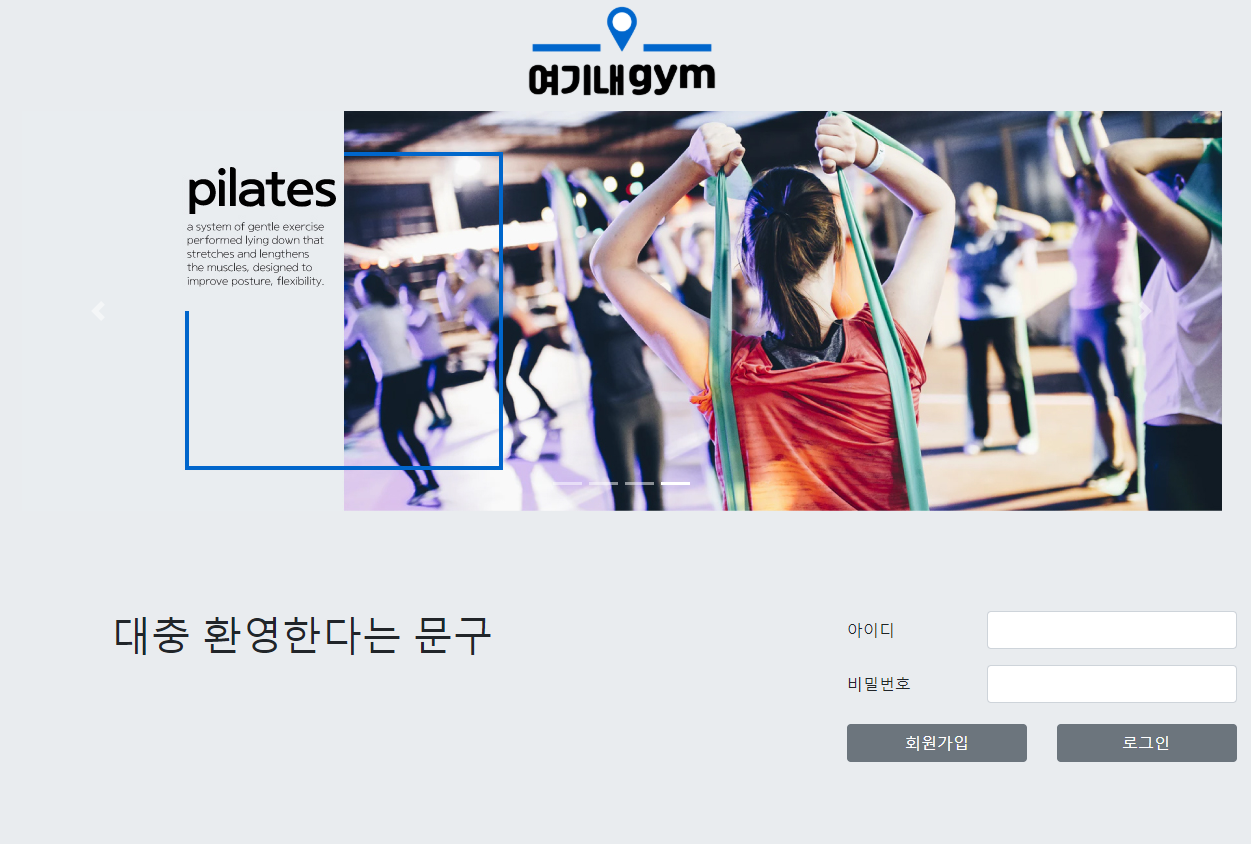 여기내gym
pilates
a system of gentle exercise
performed lying down that
stretches and lengthens
the muscles, designed to
improve posture, flexibility.
대충 환영한다는 문구
아이디
비밀번호
회원가입 로그인